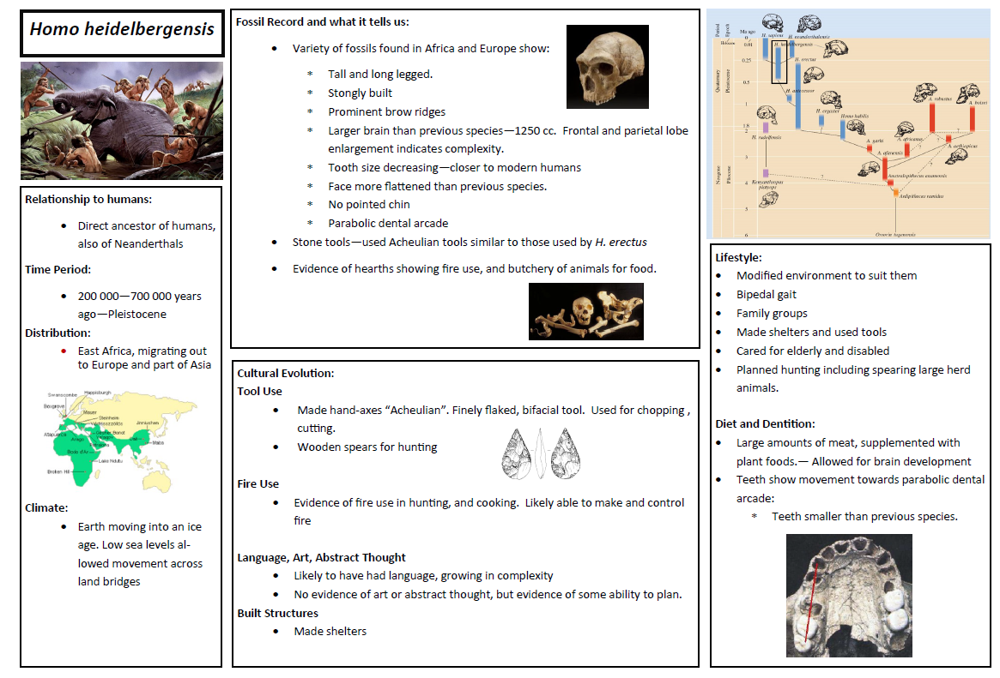 Homo heidelbergensis
Relationship to humans:
• Direct ancestor of humans,
also of Neanderthals
Time Period:
• 200 000—700 000 years
ago—Pleistocene
Distribution:
• East Africa, migrating out
to Europe and part of Asia
Swanscombe
Happisburgh
Boxgrove
Mauer
Steinheim
Vértesszőlős
Atapuerca
Arago
Jinniushan
Dali
Maba
Bodo d'Ar
Lake Ndutu
Broken Hill
Climate:
• Earth moving into an ice
age. Low sea levels al-
lowed movement across
land bridges
Fossil Record and what it tells us:
• Variety of fossils found in Africa and Europe show:
* Tall and long legged.
* Stongly built
* Prominent brow ridges
* Larger brain than previous species—1250 cc. Frontal and parietal lobe
enlargement indicates complexity.
* Tooth size decreasing—closer to modern humans
* Face more flattened than previous species.
* No pointed chin
* Parabolic dental arcade
• Stone tools—used Acheulian tools similar to those used by H. erectus
• Evidence of hearths showing fire use, and butchery of animals for food.
Cultural Evolution:
Tool Use
• Made hand-axes “Acheulian”. Finely flaked, bifacial tool. Used for chopping ,
cutting.
• Wooden spears for hunting
Fire Use
• Evidence of fire use in hunting, and cooking. Likely able to make and control
fire
Language, Art, Abstract Thought
• Likely to have had language, growing in complexity
• No evidence of art or abstract thought, but evidence of some ability to plan.
Built Structures
• Made shelters
Period
Epoch
Ma ago
Holocene
0
0.01
0.25
0.5
1
1.8
2
3
4
5
6
Quaternary
Pleistocene
Neogene
Pliocene
H. sapiens
H. neanderthalensis
H. heidelbergensis
H. erectus
H. antecessor
H. ergaster
Homo habilis
H. rudolfensis
A. garhi
A. africanus
A. robustus
A. boisei
A. aethiopicus
A. afarensis
Australopithecus anamensis
Kenyanthropus
platyops
Ardipithecus ramidus
Orrorin tugenensis
?
?
?
Lifestyle:
• Modified environment to suit them
• Bipedal gait
• Family groups
• Made shelters and used tools
• Cared for elderly and disabled
• Planned hunting including spearing large herd
animals.
Diet and Dentition:
• Large amounts of meat, supplemented with
plant foods.— Allowed for brain development
• Teeth show movement towards parabolic dental
arcade:
* Teeth smaller than previous species.